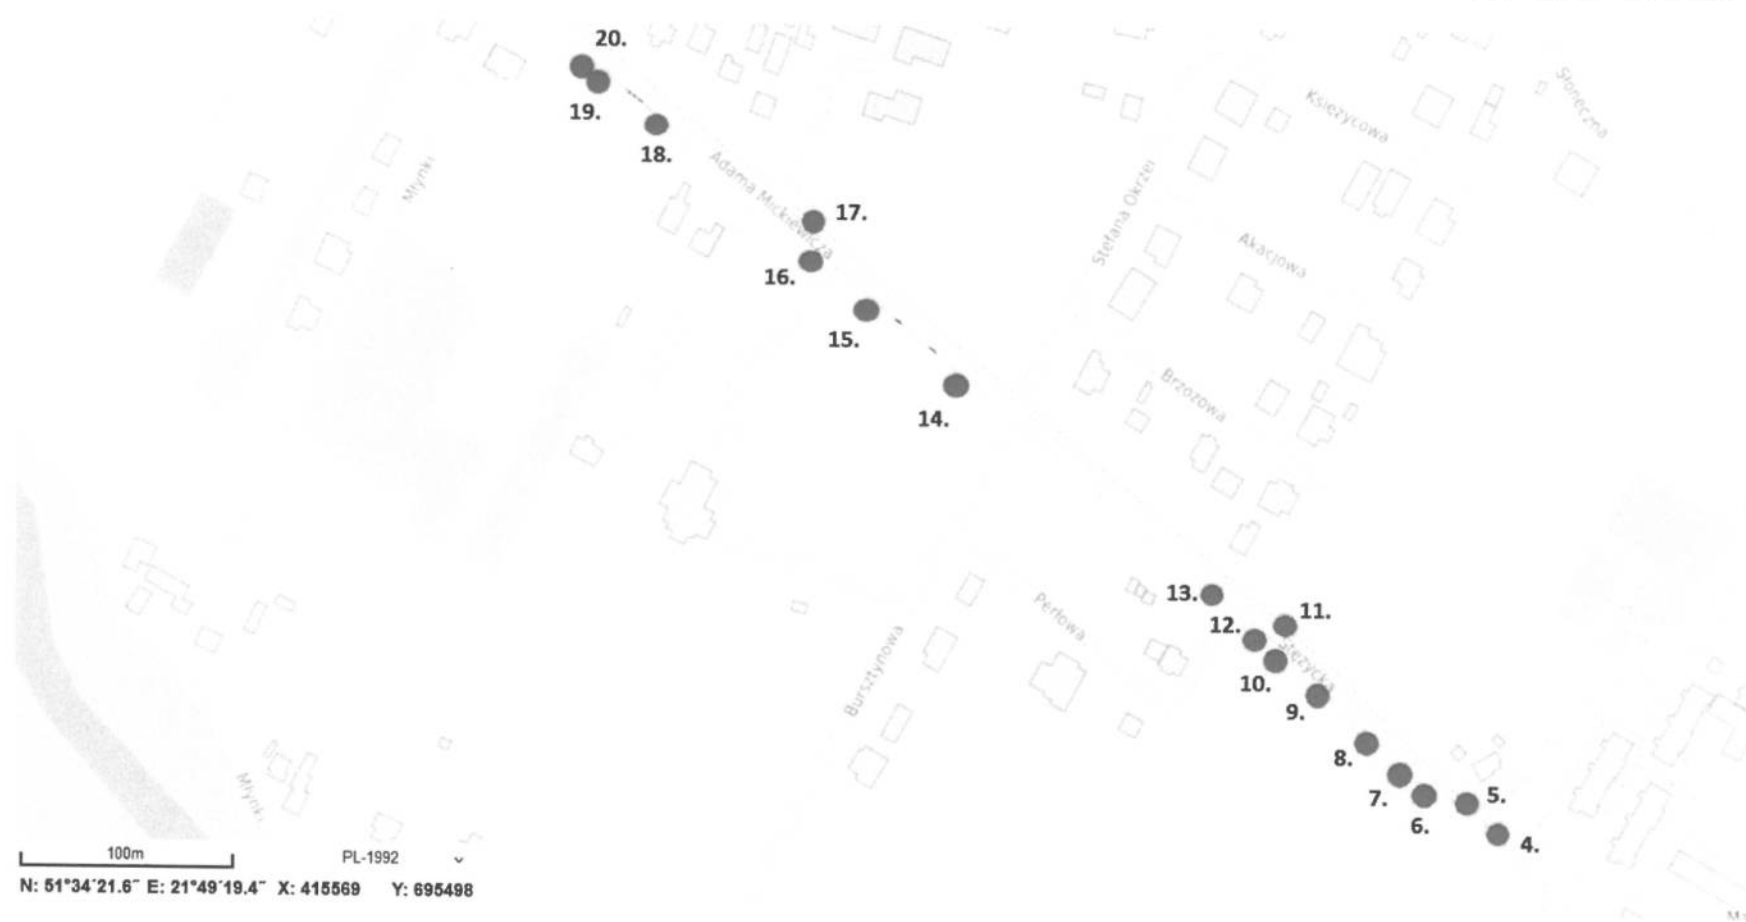 20.
19.
18.
17.
16.
15.
14.
13.
12.
11.
10.
9.
8.
7.
6.
5.
4.
Księżycowa
Słoneczna
Młynki
Adama Mickiewicza
Stefana Okrzei
Akacjowa
Brzozowa
Perłowa
Bursztynowa
Stężycka
Młynki
100m
PL-1992
N: 51°34´21.6˝ E: 21°49´19.4˝ X: 415569 Y: 695498